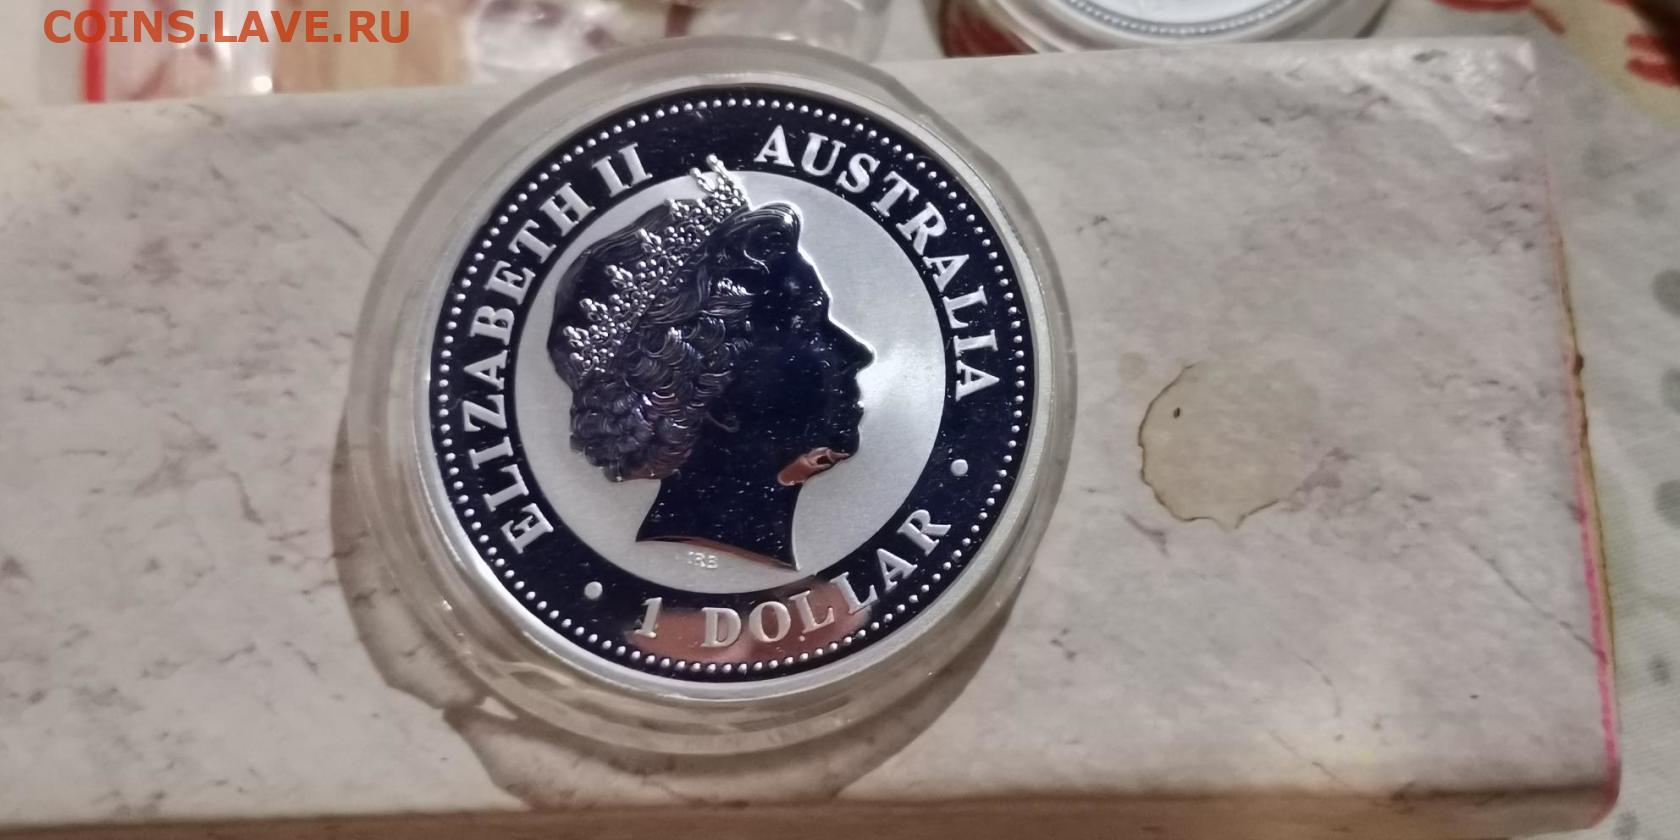 COINS.LAVE.RU
ELIZABETH II AUSTRALIA
IRB
1 DOLLAR